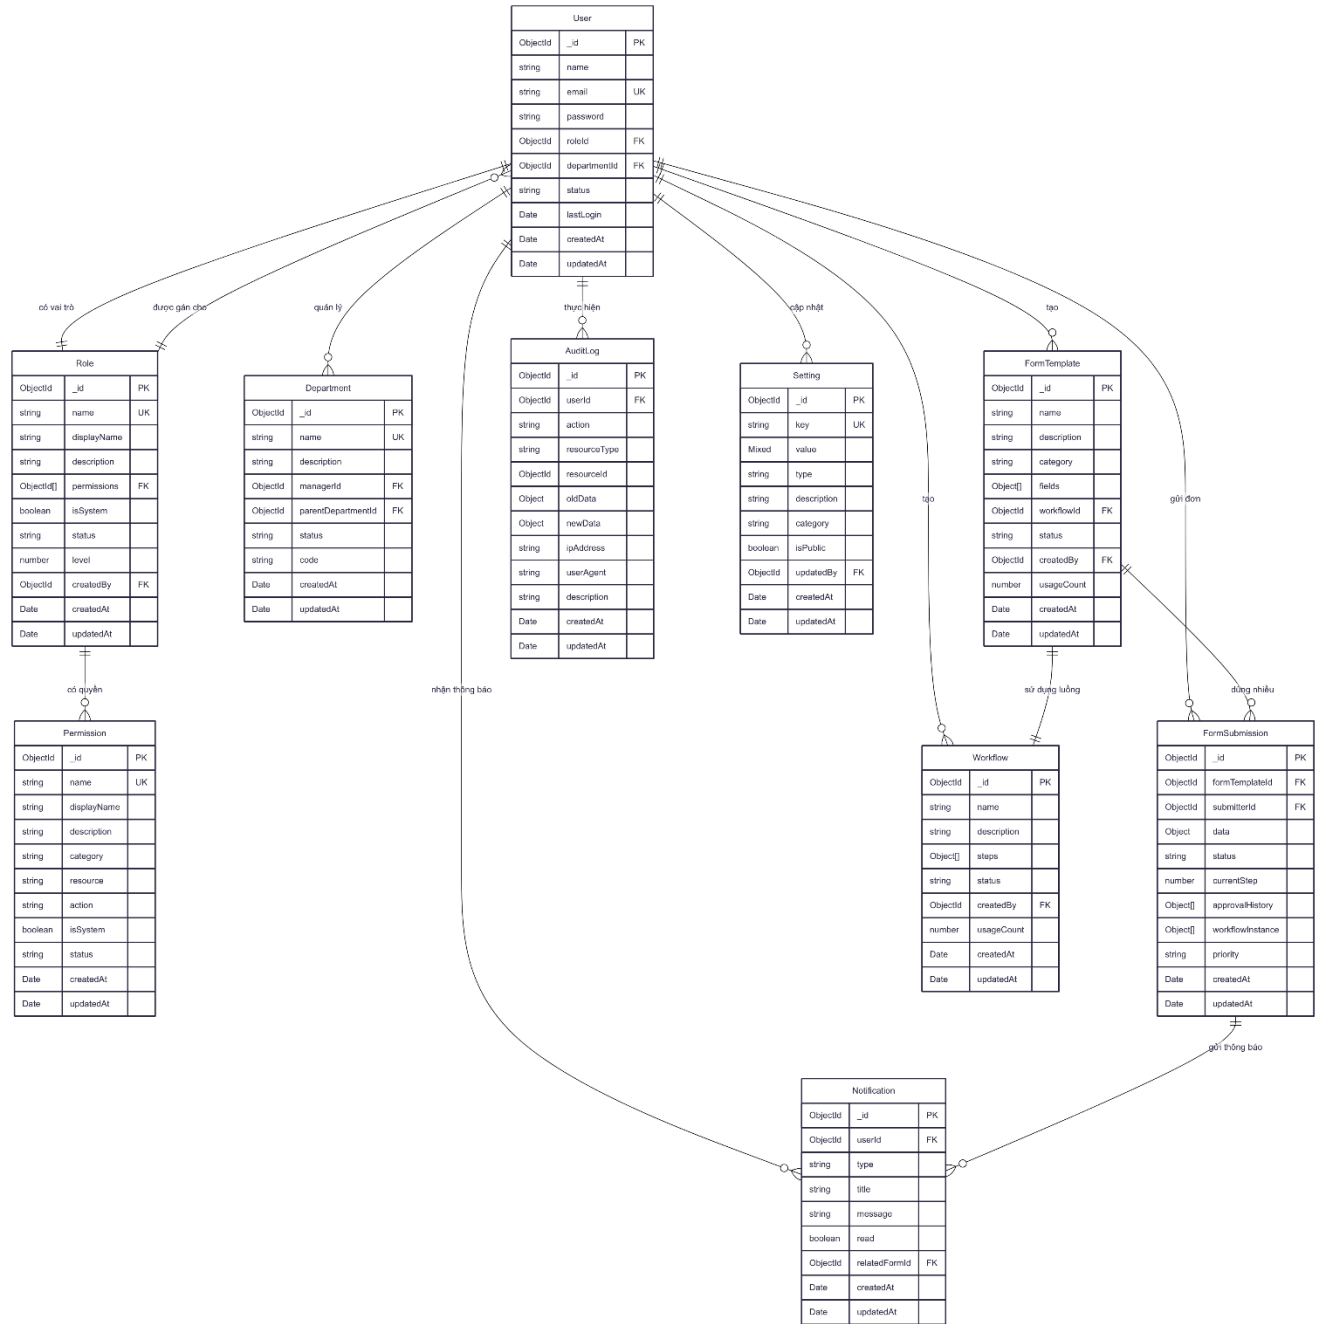 User
ObjectId _id PK
string name
string email UK
string password
ObjectId roleId FK
ObjectId departmentId FK
string status
Date lastLogin
Date createdAt
Date updatedAt
có vai trò
được gán cho
quản lý
thực hiện
cập nhật
tạo
Role
ObjectId _id PK
string name UK
string displayName
string description
ObjectId[] permissions FK
boolean isSystem
string status
number level
ObjectId createdBy FK
Date createdAt
Date updatedAt
Department
ObjectId _id PK
string name UK
string description
ObjectId managerId FK
ObjectId parentDepartmentId FK
string status
string code
Date createdAt
Date updatedAt
AuditLog
ObjectId _id PK
ObjectId userId FK
string action
string resourceType
ObjectId resourceId
Object oldData
Object newData
string ipAddress
string userAgent
string description
Date createdAt
Date updatedAt
Setting
ObjectId _id PK
string key UK
Mixed value
string type
string description
string category
boolean isPublic
ObjectId updatedBy FK
Date createdAt
Date updatedAt
tạo
FormTemplate
ObjectId _id PK
string name
string description
string category
Object[] fields
ObjectId workflowId FK
string status
ObjectId createdBy FK
number usageCount
Date createdAt
Date updatedAt
gửi đơn
có quyền
nhận thông báo
sử dụng luồng
dùng nhiều
Permission
ObjectId _id PK
string name UK
string displayName
string description
string category
string resource
string action
boolean isSystem
string status
Date createdAt
Date updatedAt
Workflow
ObjectId _id PK
string name
string description
Object[] steps
string status
ObjectId createdBy FK
number usageCount
Date createdAt
Date updatedAt
FormSubmission
ObjectId _id PK
ObjectId formTemplateId FK
ObjectId submitterId FK
Object data
string status
number currentStep
Object[] approvalHistory
Object[] workflowInstance
string priority
Date createdAt
Date updatedAt
gửi thông báo
Notification
ObjectId _id PK
ObjectId userId FK
string type
string title
string message
boolean read
ObjectId relatedFormId FK
Date createdAt
Date updatedAt